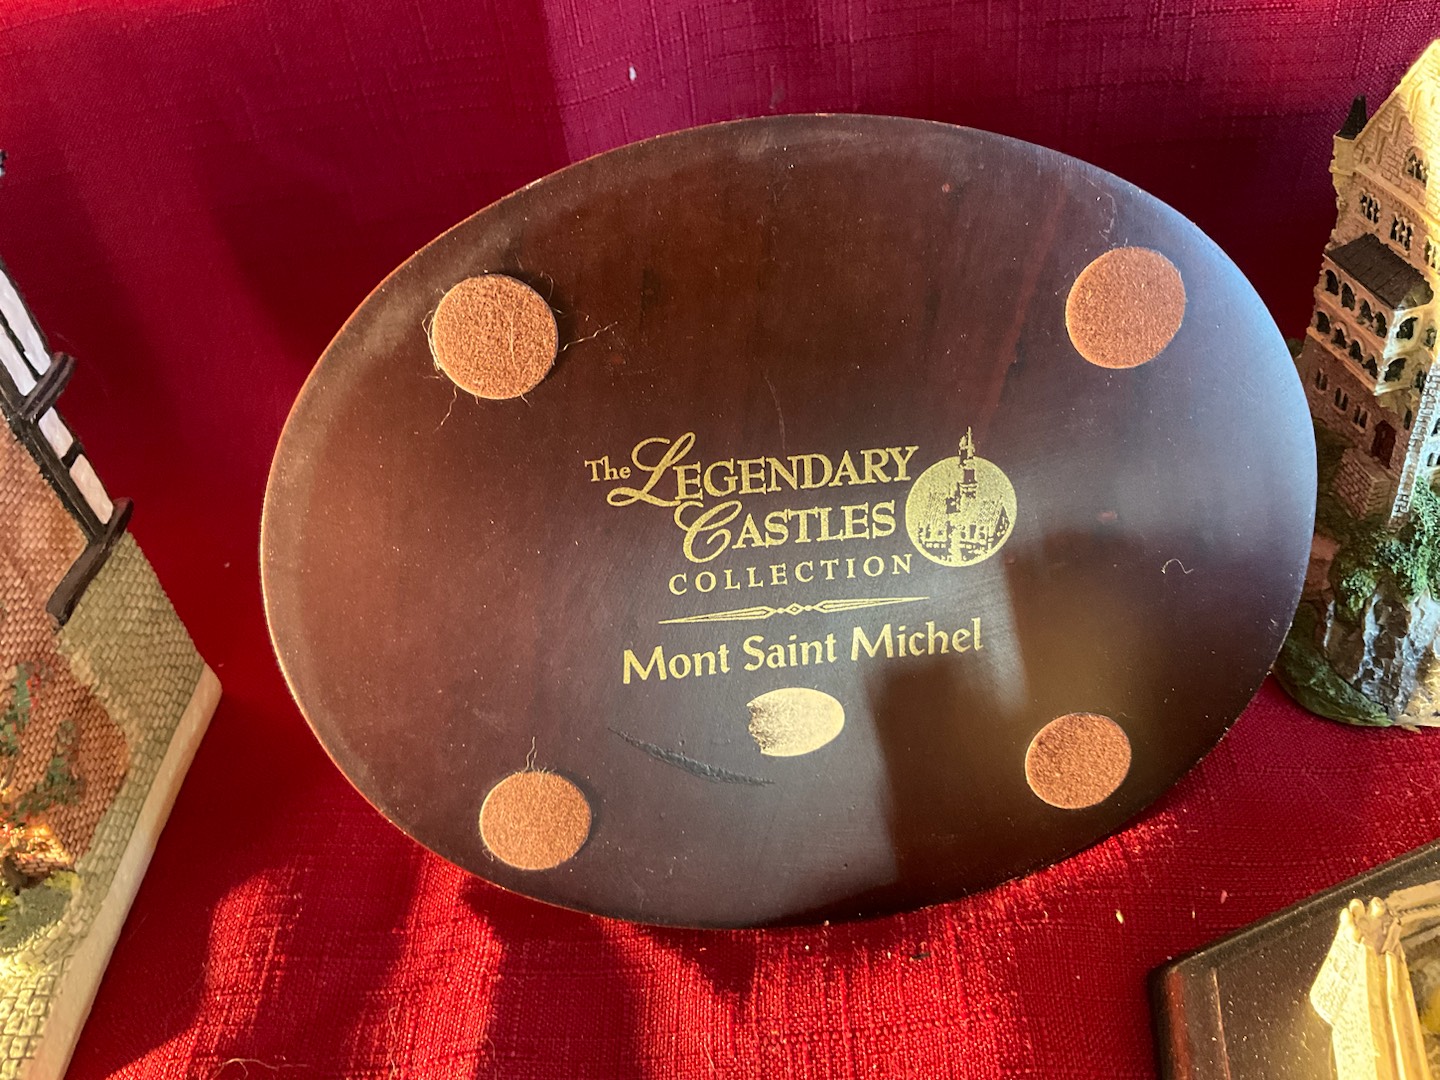 The LEGENDARY
CASTLES
COLLECTION
Mont Saint Michel